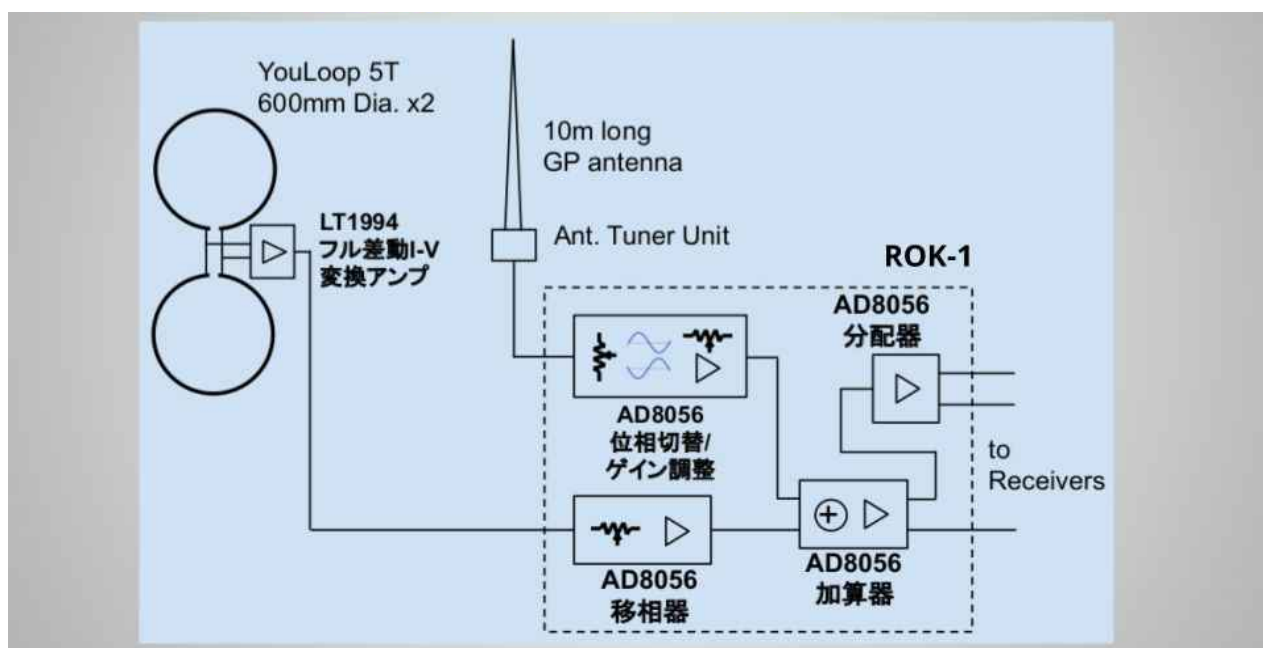 YouLoop 5T
600mm Dia. x2
10m long
GP antenna
LT1994
フル差動I-V
変換アンプ
Ant. Tuner Unit
ROK-1
AD8056
分配器
AD8056
位相切替/
ゲイン調整
to
Receivers
AD8056
移相器
AD8056
加算器